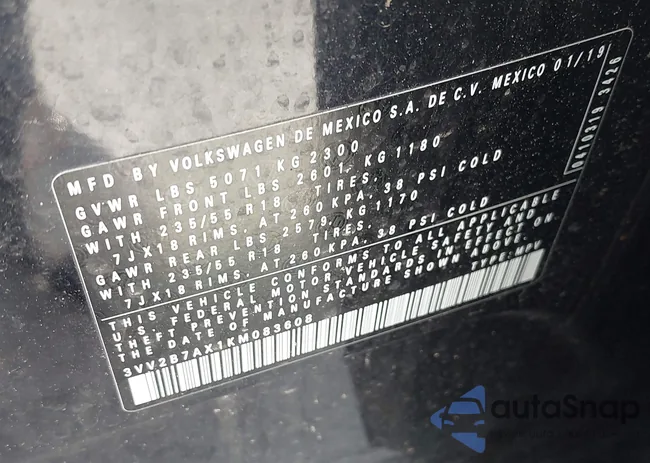 MFD BY VOLKSWAGEN DE MEXICO S.A. DE C.V. MEXICO 01/19
GVWR LBS 5071 KG 2300
GAWR FRONT LBS 2601. KG 1180
WITH 235/55 R18 TIRES,
7JX18 RIMS. AT 260 KPA. 38 PSI COLD
GAWR REAR LBS 2579. KG 1170
WITH 235/55 R18 TIRES,
7JX18 RIMS. AT 260 KPA. 38 PSI COLD
THIS VEHICLE CONFORMS TO ALL APPLICABLE
U.S. FEDERAL MOTOR VEHICLE SAFETY AND
THEFT PREVENTION STANDARDS IN EFFECT ON
THE DATE OF MANUFACTURE SHOWN ABOVE.
3VV2B7AX1KM083608 TYPE: MPV
3426
autoSnap